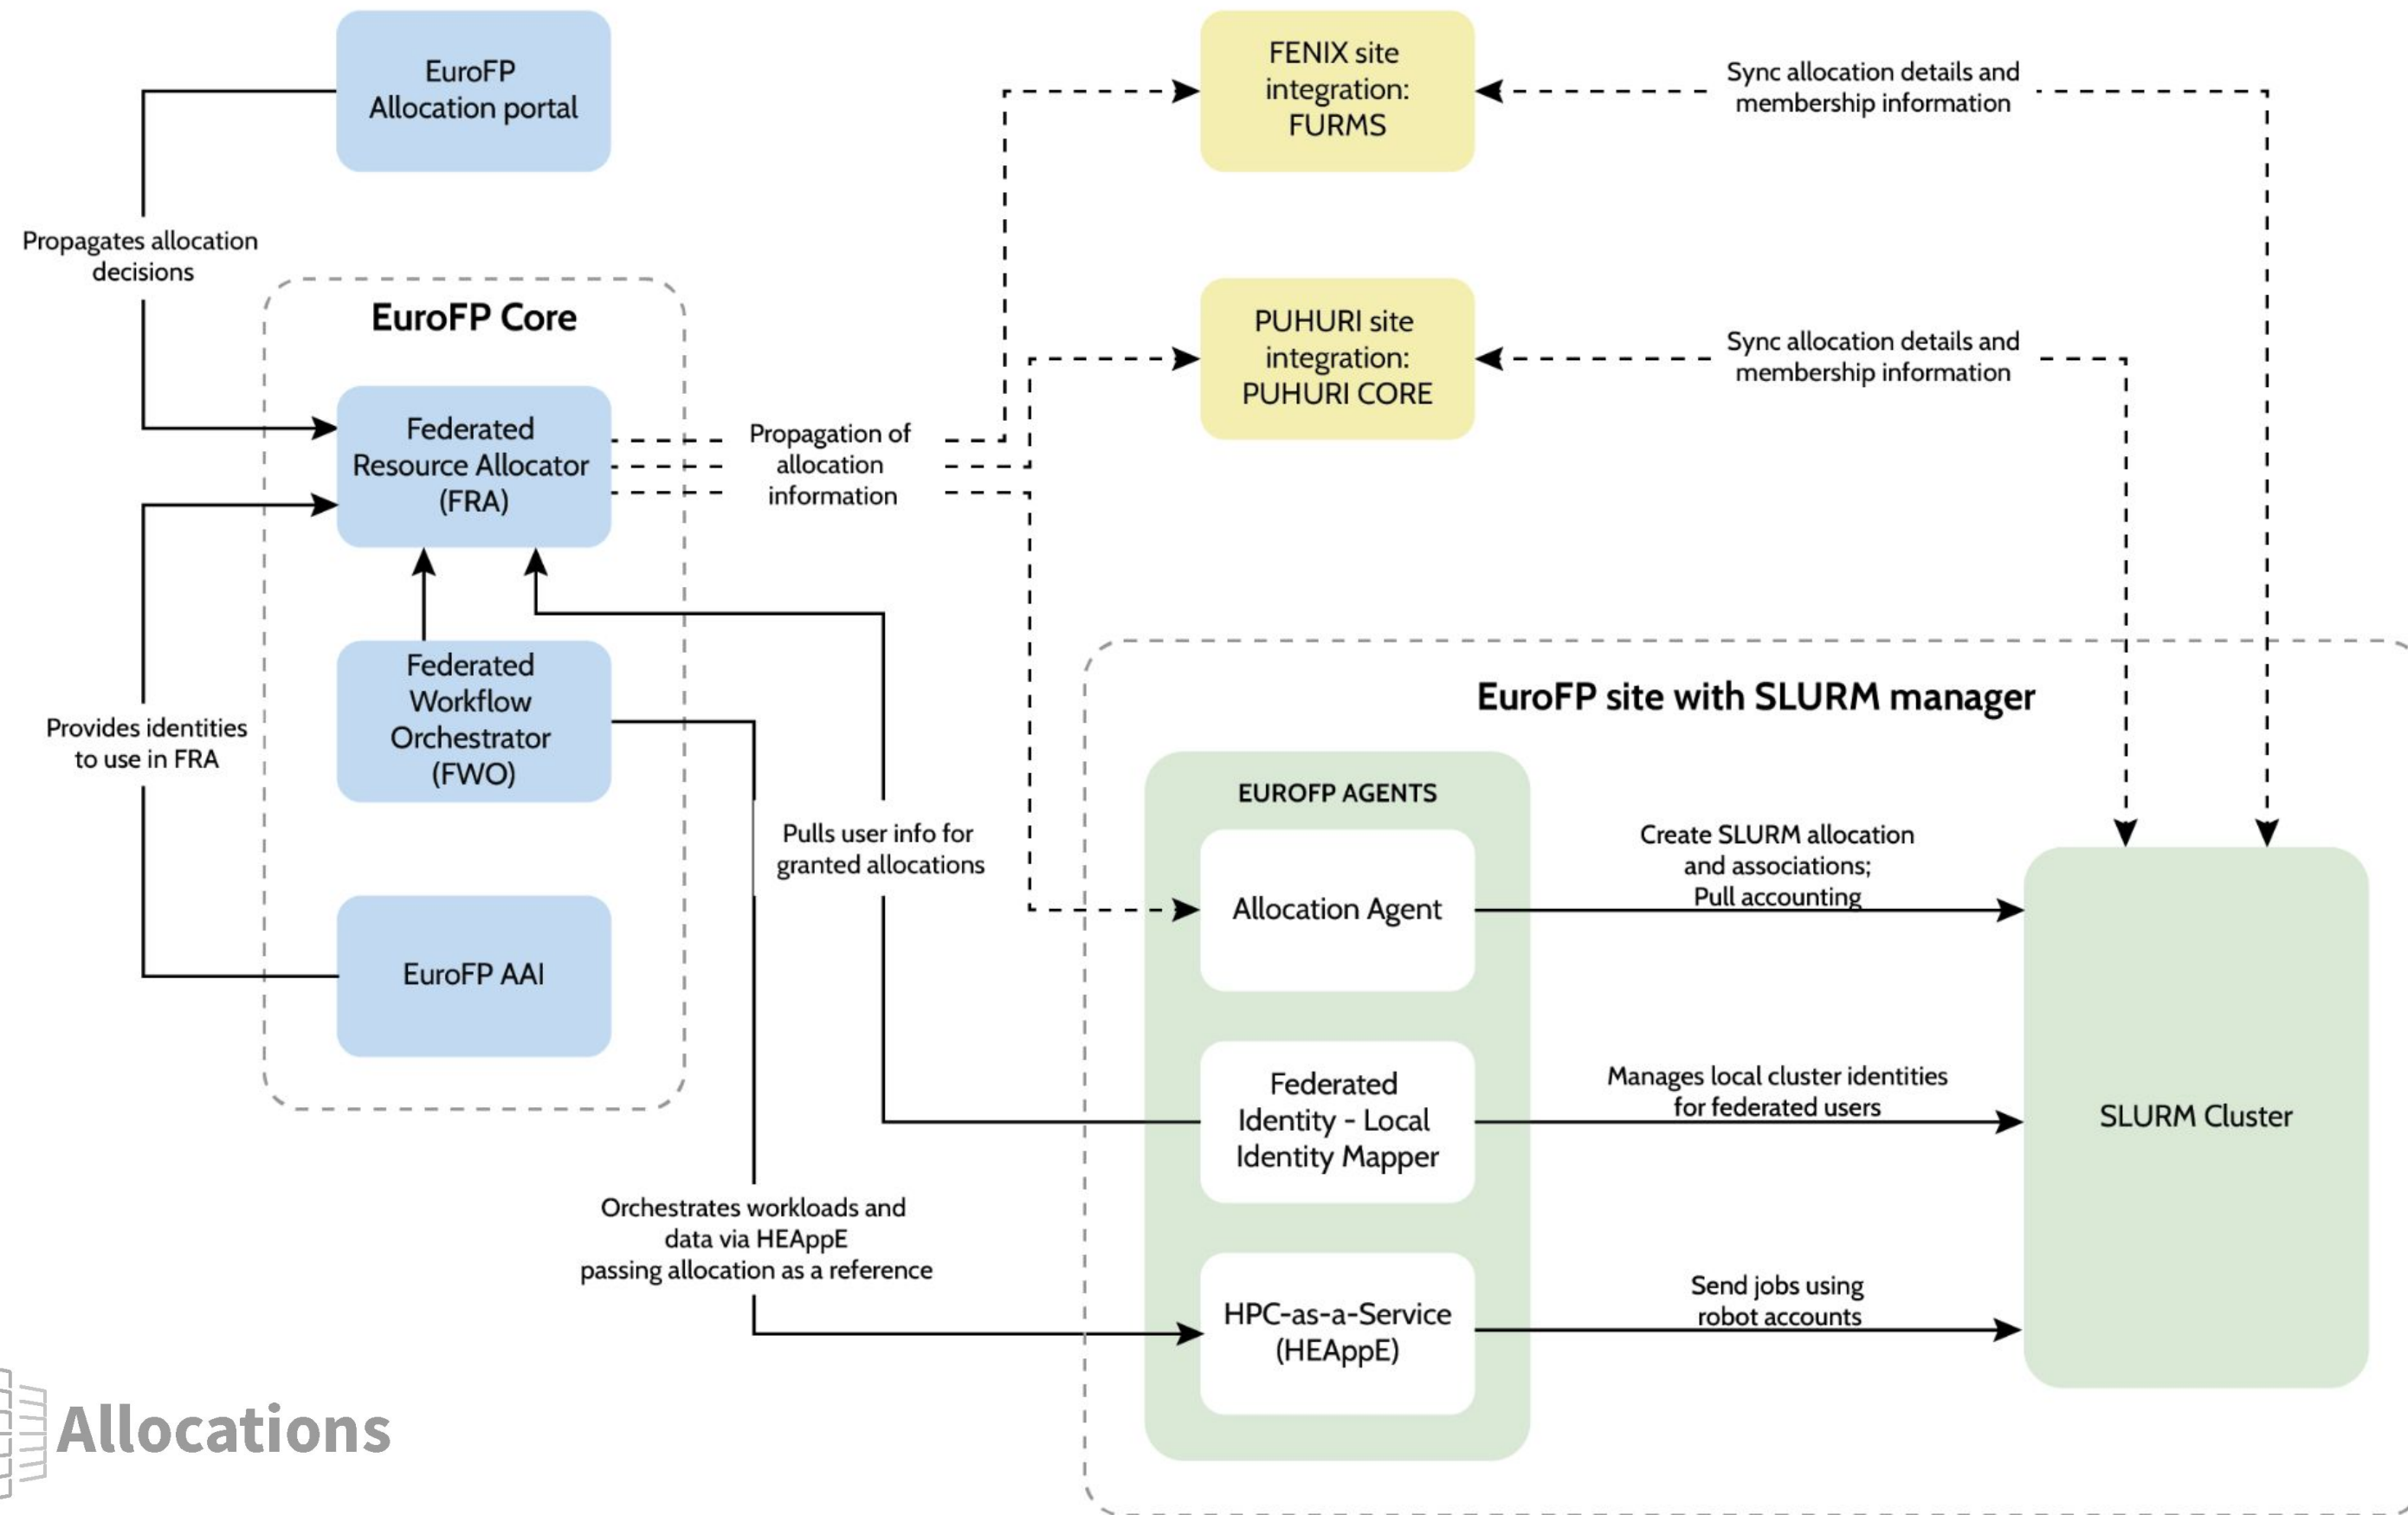 EuroFP
Allocation portal
FENIX site
integration:
FURMS
Sync allocation details and
membership information
Propagates allocation
decisions
EuroFP Core
PUHURI site
integration:
PUHURI CORE
Sync allocation details and
membership information
Federated
Resource Allocator
(FRA)
Propagation of
allocation
information
Federated
Workflow
Orchestrator
(FWO)
Provides identities
to use in FRA
EuroFP site with SLURM manager
EUROFP AGENTS
Pulls user info for
granted allocations
Create SLURM allocation
and associations;
Pull accounting
Allocation Agent
EuroFP AAI
Federated
Identity - Local
Identity Mapper
Manages local cluster identities
for federated users
SLURM Cluster
Orchestrates workloads and
data via HEAppE
passing allocation as a reference
HPC-as-a-Service
(HEAppE)
Send jobs using
robot accounts
Allocations